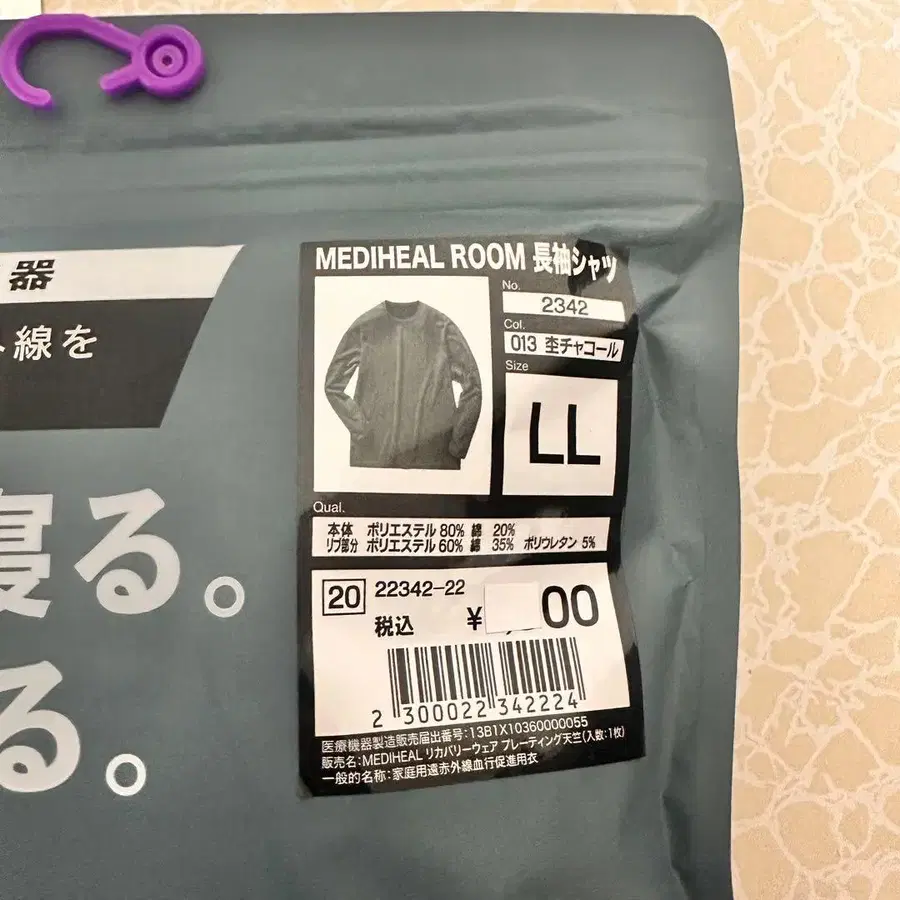 器
線を
寝る。
る。
MEDIHEAL ROOM 長袖シャツ
No.
2342
Col.
013 杢チャコール
Size
LL
Qual.
本体 ポリエステル 80% 綿 20%
リブ部分 ポリエステル 60% 綿 35% ポリウレタン 5%
20 22342-22
税込 ¥ 00
2 300022 342224
医療機器製造販売届出番号:13B1X10360000055
販売名:MEDIHEAL リカバリーウェア プレーティング天竺(入数:1枚)
一般的名称:家庭用遠赤外線血行促進用衣